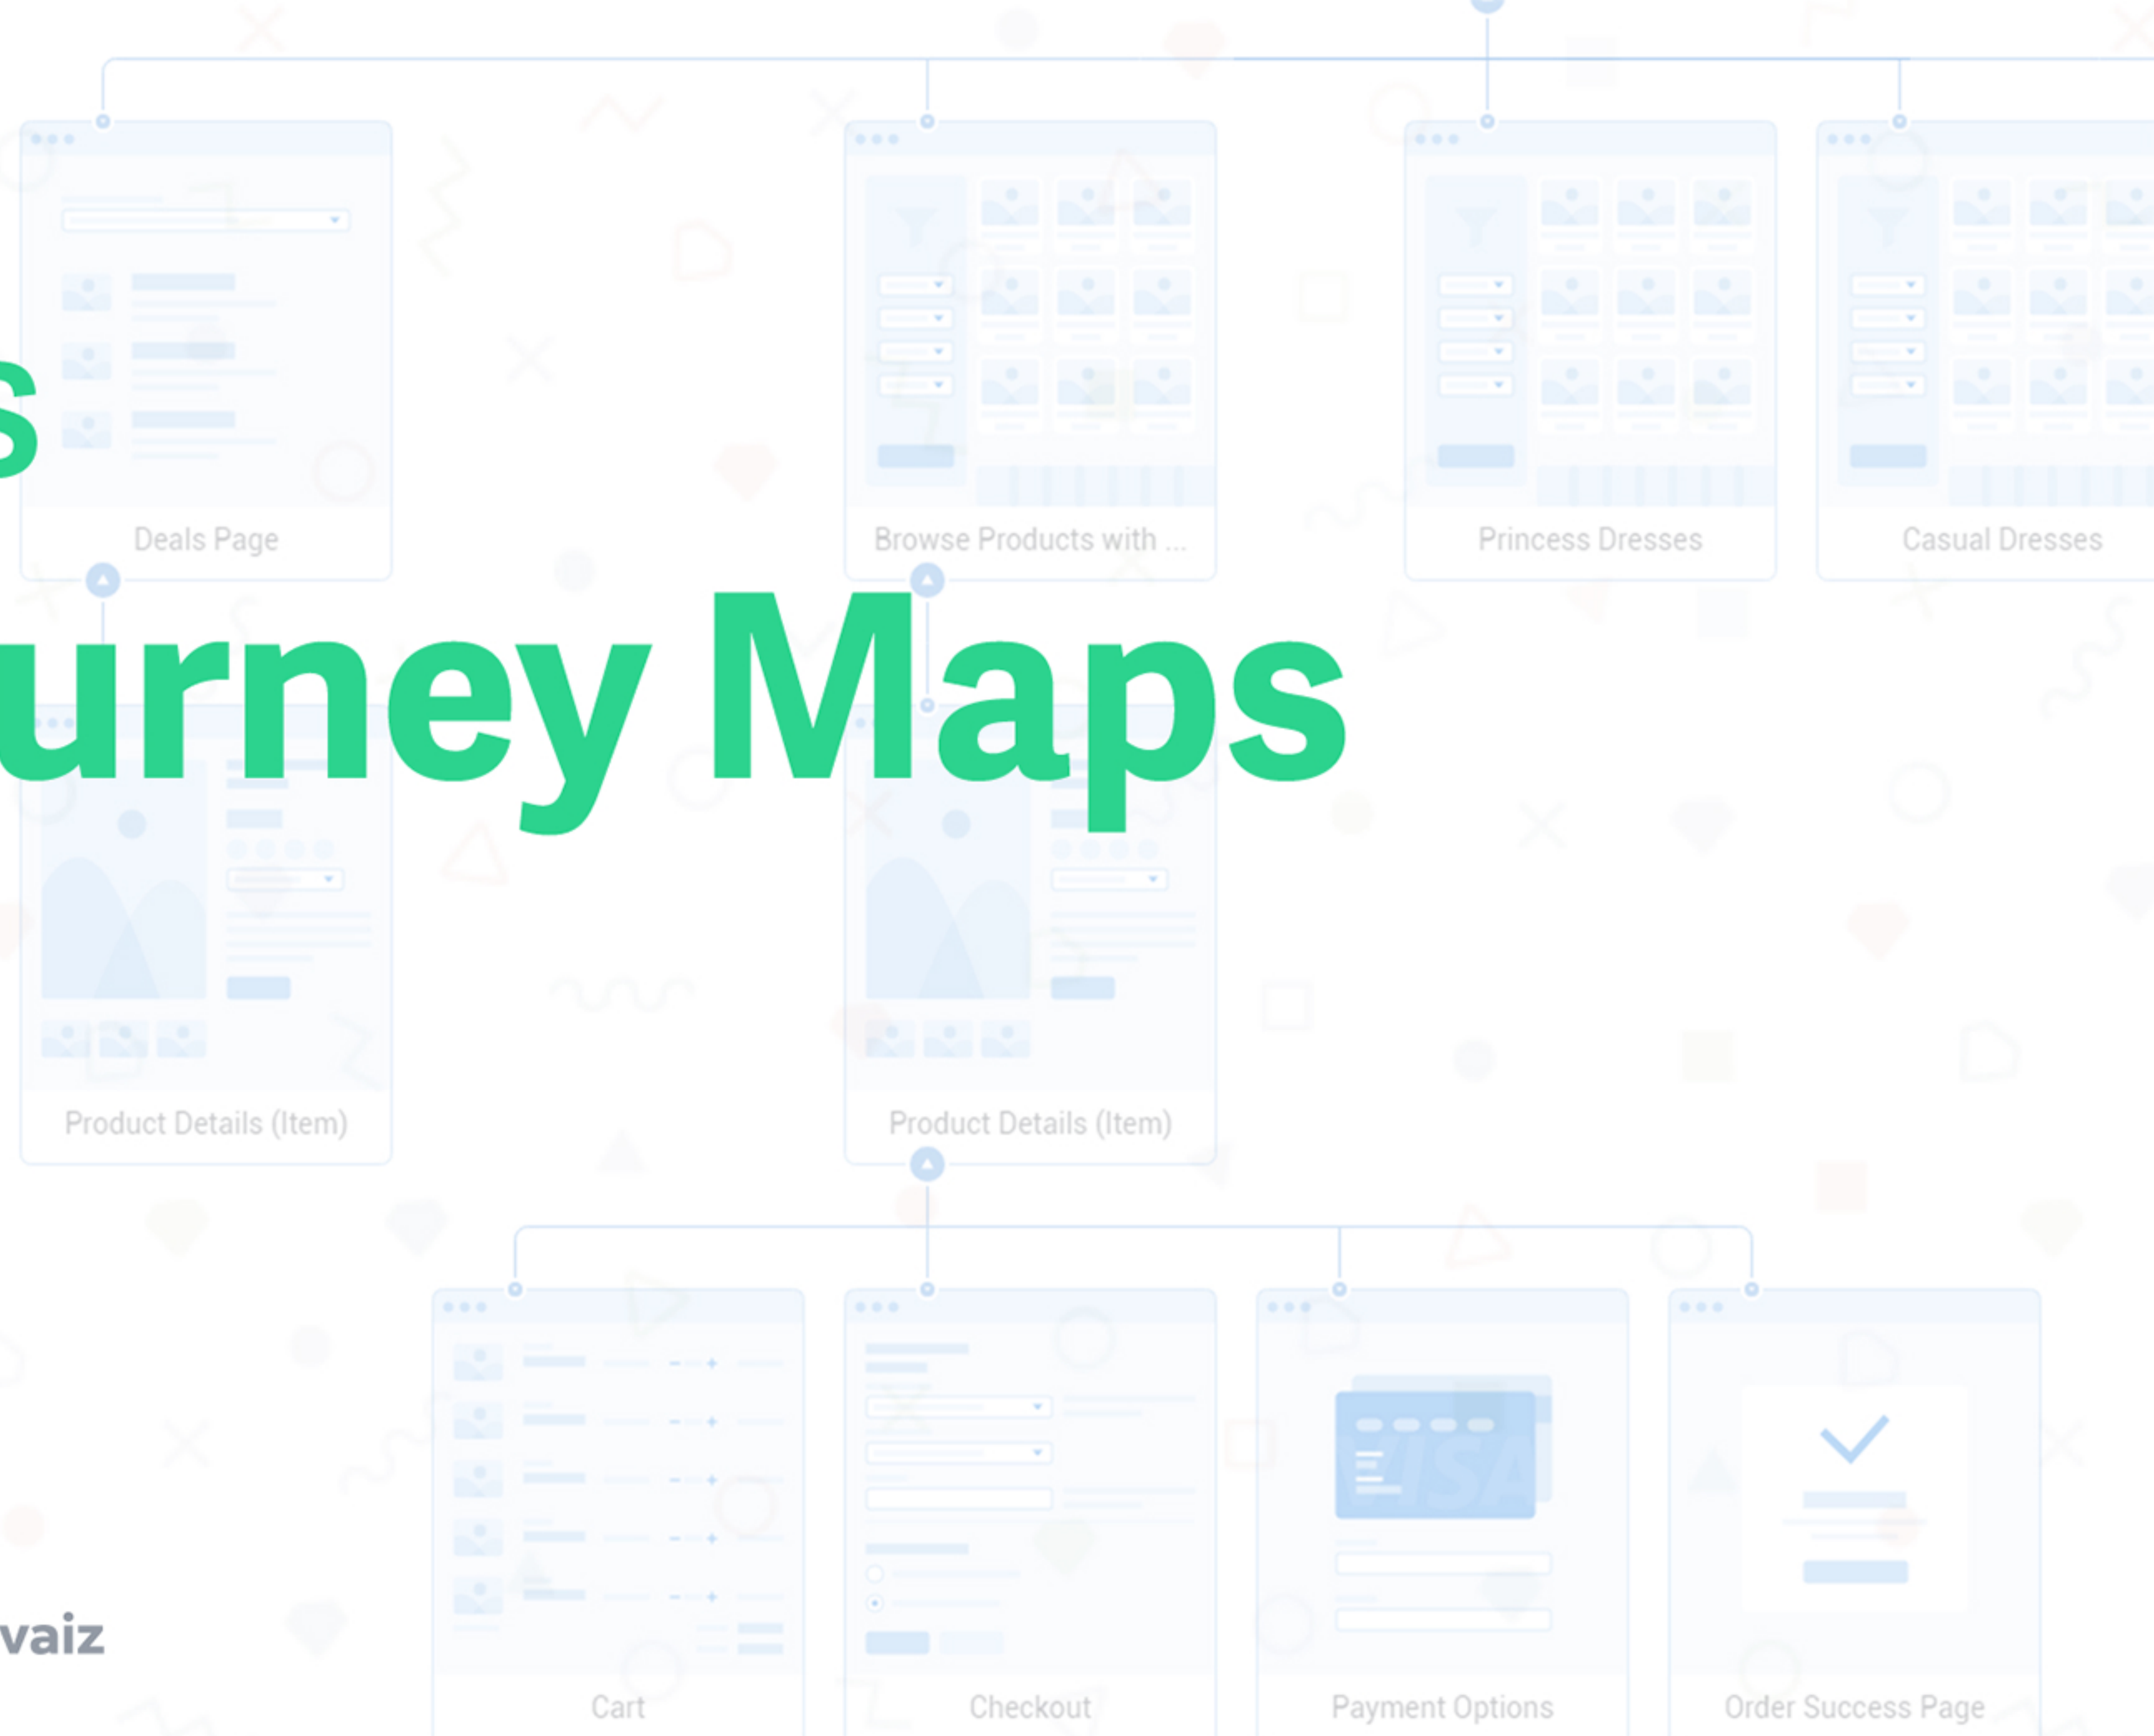 s
Deals Page
Browse Products with ...
Princess Dresses
Casual Dresses
urney Maps
Product Details (Item)
Product Details (Item)
VISA
vaiz
Cart
Checkout
Payment Options
Order Success Page